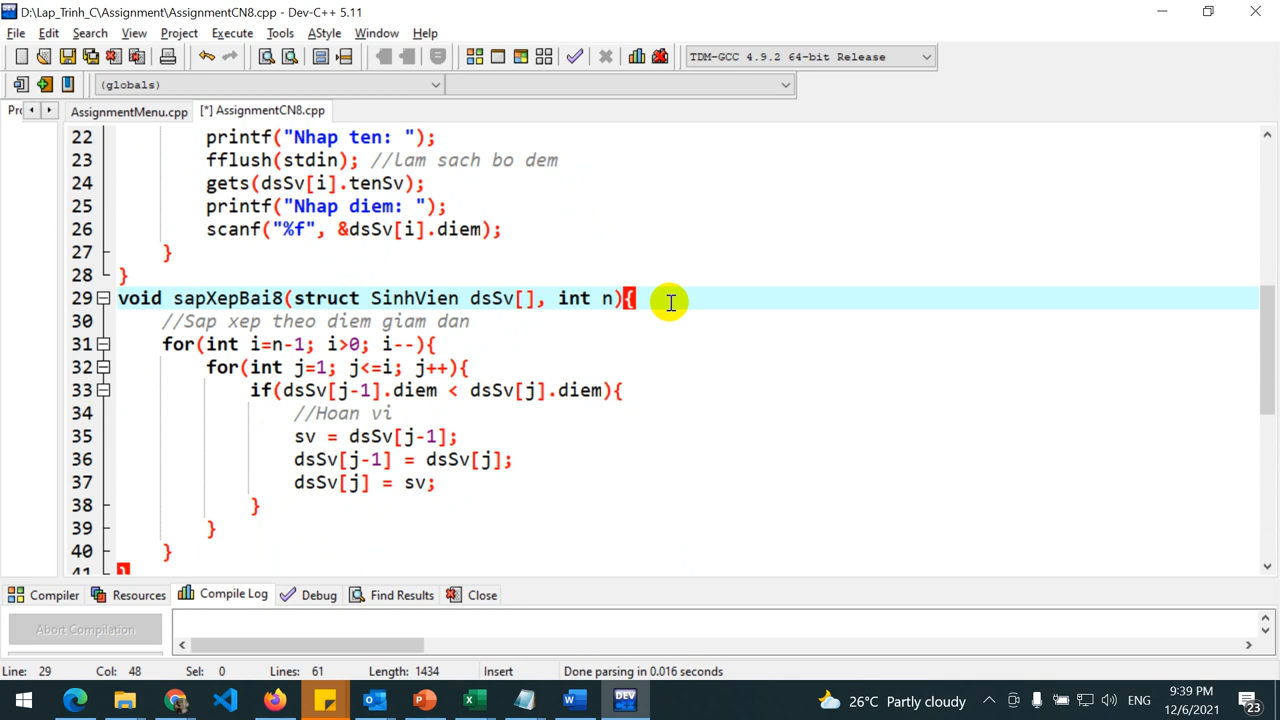 D:\Lap_Trinh_C\Assignment\AssignmentCN8.cpp - Dev-C++ 5.11
File Edit Search View Project Execute Tools AStyle Window Help
TDM-GCC 4.9.2 64-bit Release
(globals)
AssignmentMenu.cpp [*] AssignmentCN8.cpp
22 printf("Nhap ten: ");
23 fflush(stdin); //lam sach bo dem
24 gets(dsSv[i].tenSv);
25 printf("Nhap diem: ");
26 scanf("%f", &dsSv[i].diem);
27 }
28 }
29 void sapXepBai8(struct SinhVien dsSv[], int n){
30 //Sap xep theo diem giam dan
31 for(int i=n-1; i>0; i--){
32 for(int j=1; j<=i; j++){
33 if(dsSv[j-1].diem < dsSv[j].diem){
34 //Hoan vi
35 sv = dsSv[j-1];
36 dsSv[j-1] = dsSv[j];
37 dsSv[j] = sv;
38 }
39 }
40 }
41 }
Compiler Resources Compile Log Debug Find Results Close
Abort Compilation
Line: 29 Col: 48 Sel: 0 Lines: 61 Length: 1434 Insert Done parsing in 0.016 seconds
26°C Partly cloudy ENG 9:39 PM
12/6/2021 23